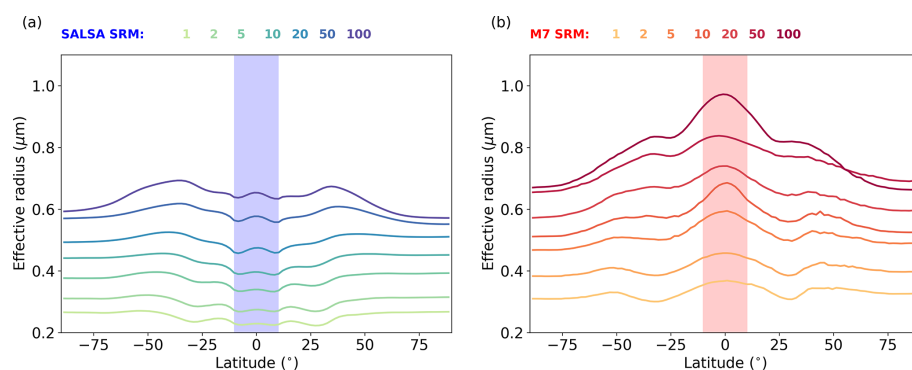 (a)
SALSA SRM: 1 2 5 10 20 50 100
1.0
0.8
0.6
0.4
0.2
Effective radius (μm)
−75 −50 −25 0 25 50 75
Latitude (°)
(b)
M7 SRM: 1 2 5 10 20 50 100
1.0
0.8
0.6
0.4
0.2
Effective radius (μm)
−75 −50 −25 0 25 50 75
Latitude (°)